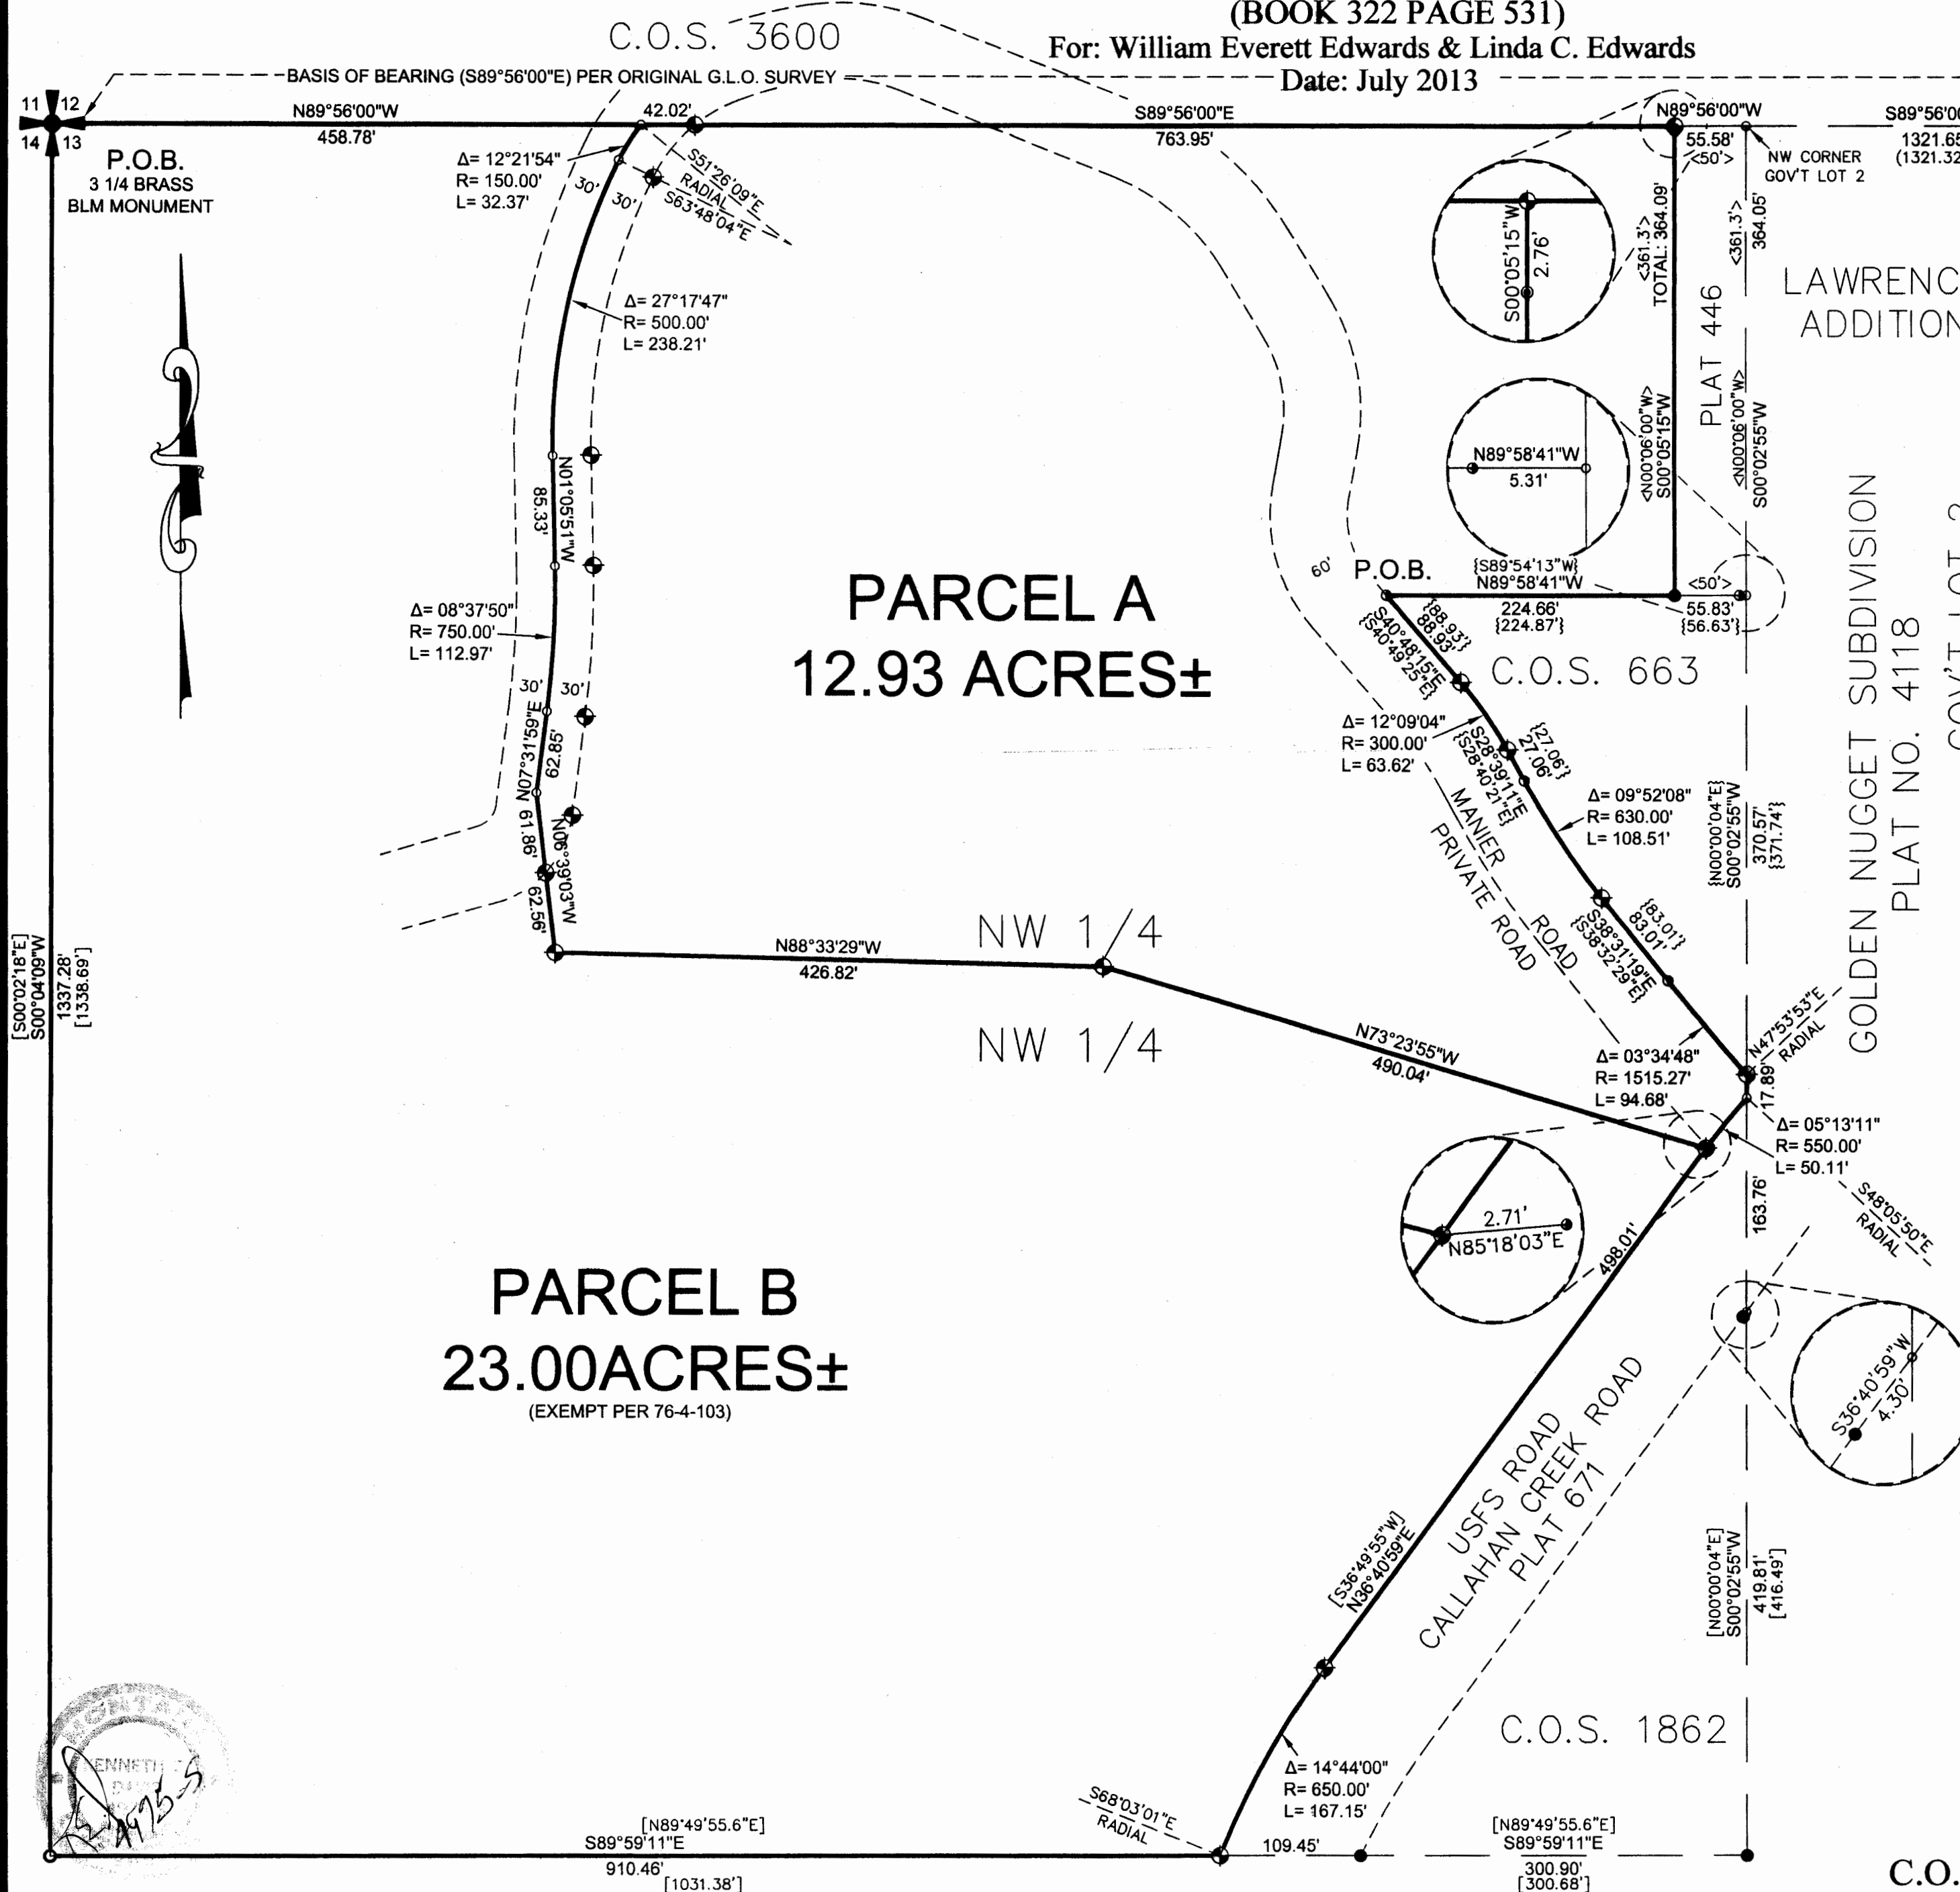 (BOOK 322 PAGE 531)
For: William Everett Edwards & Linda C. Edwards
Date: July 2013
C.O.S. 3600
BASIS OF BEARING (S89°56'00"E) PER ORIGINAL G.L.O. SURVEY
11 12
14 13
P.O.B.
3 1/4 BRASS
BLM MONUMENT
N89°56'00"W
458.78'
42.02'
S89°56'00"E
763.95'
N89°56'00"W
55.58'
<50'>
NW CORNER
GOV'T LOT 2
S89°56'00
1321.65
(1321.32
Δ= 12°21'54"
R= 150.00'
L= 32.37'
30'
30'
S51°26'09"E
RADIAL
S63°48'04"E
Δ= 27°17'47"
R= 500.00'
L= 238.21'
S00°05'15"W
2.76'
<361.3'>
TOTAL: 364.09'
<361.3'>
364.05'
PLAT 446
LAWRENC
ADDITION
N89°58'41"W
5.31'
<N00°06'00"W>
S00°05'15"W
<N00°06'00"W>
S00°02'55"W
N01°05'51"W
85.33'
Δ= 08°37'50"
R= 750.00'
L= 112.97'
PARCEL A
12.93 ACRES±
60'
P.O.B.
{S89°54'13"W}
N89°58'41"W
224.66'
{224.87'}
<50'>
55.83'
{56.63'}
C.O.S. 663
{88.93'}
88.93'
S40°48'15"E
{S40°49'25"E}
GOLDEN NUGGET SUBDIVISION
PLAT NO. 4118
30'
30'
N07°31'59"E
62.85'
Δ= 12°09'04"
R= 300.00'
L= 63.62'
{27.06'}
27.06'
S28°39'11"E
{S28°40'21"E}
Δ= 09°52'08"
R= 630.00'
L= 108.51'
{N00°00'04"E}
S00°02'55"W
370.57'
{371.74'}
MANIER ROAD
PRIVATE ROAD
61.86'
N06°39'03"W
62.56'
{83.01'}
83.01'
S38°31'19"E
{S38°32'29"E}
N88°33'29"W
426.82'
NW 1/4
NW 1/4
[S00°02'18"E]
S00°04'09"W
1337.28'
[1338.69']
N73°23'55"W
490.04'
Δ= 03°34'48"
R= 1515.27'
L= 94.68'
N47°53'53"E
RADIAL
17.89'
Δ= 05°13'11"
R= 550.00'
L= 50.11'
2.71'
N85°18'03"E
163.76'
S48°05'50"E
RADIAL
498.01'
PARCEL B
23.00ACRES±
(EXEMPT PER 76-4-103)
S36°40'59"W
4.30'
[S36°49'55"W]
N36°40'59"E
USFS ROAD
CALLAHAN CREEK ROAD
PLAT 671
[N00°00'04"E]
S00°02'55"W
419.81'
[416.49']
C.O.S. 1862
Δ= 14°44'00"
R= 650.00'
L= 167.15'
S68°03'01"E
RADIAL
[N89°49'55.6"E]
S89°59'11"E
910.46'
[1031.38']
109.45'
[N89°49'55.6"E]
S89°59'11"E
300.90'
[300.68']
C.O.